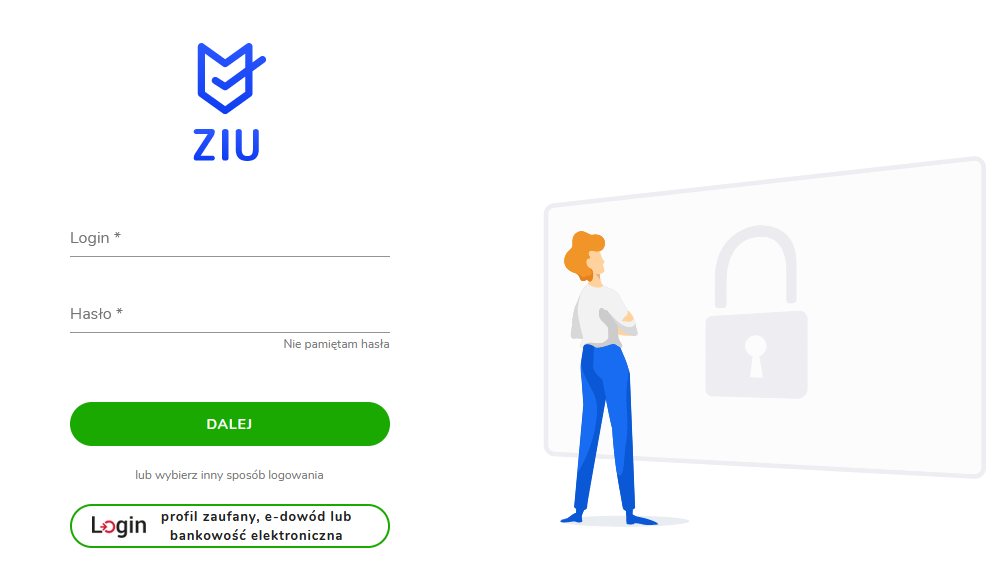 ZIU
Login *
Hasło *
Nie pamiętam hasła
DALEJ
lub wybierz inny sposób logowania
Login
profil zaufany, e-dowód lub
bankowość elektroniczna